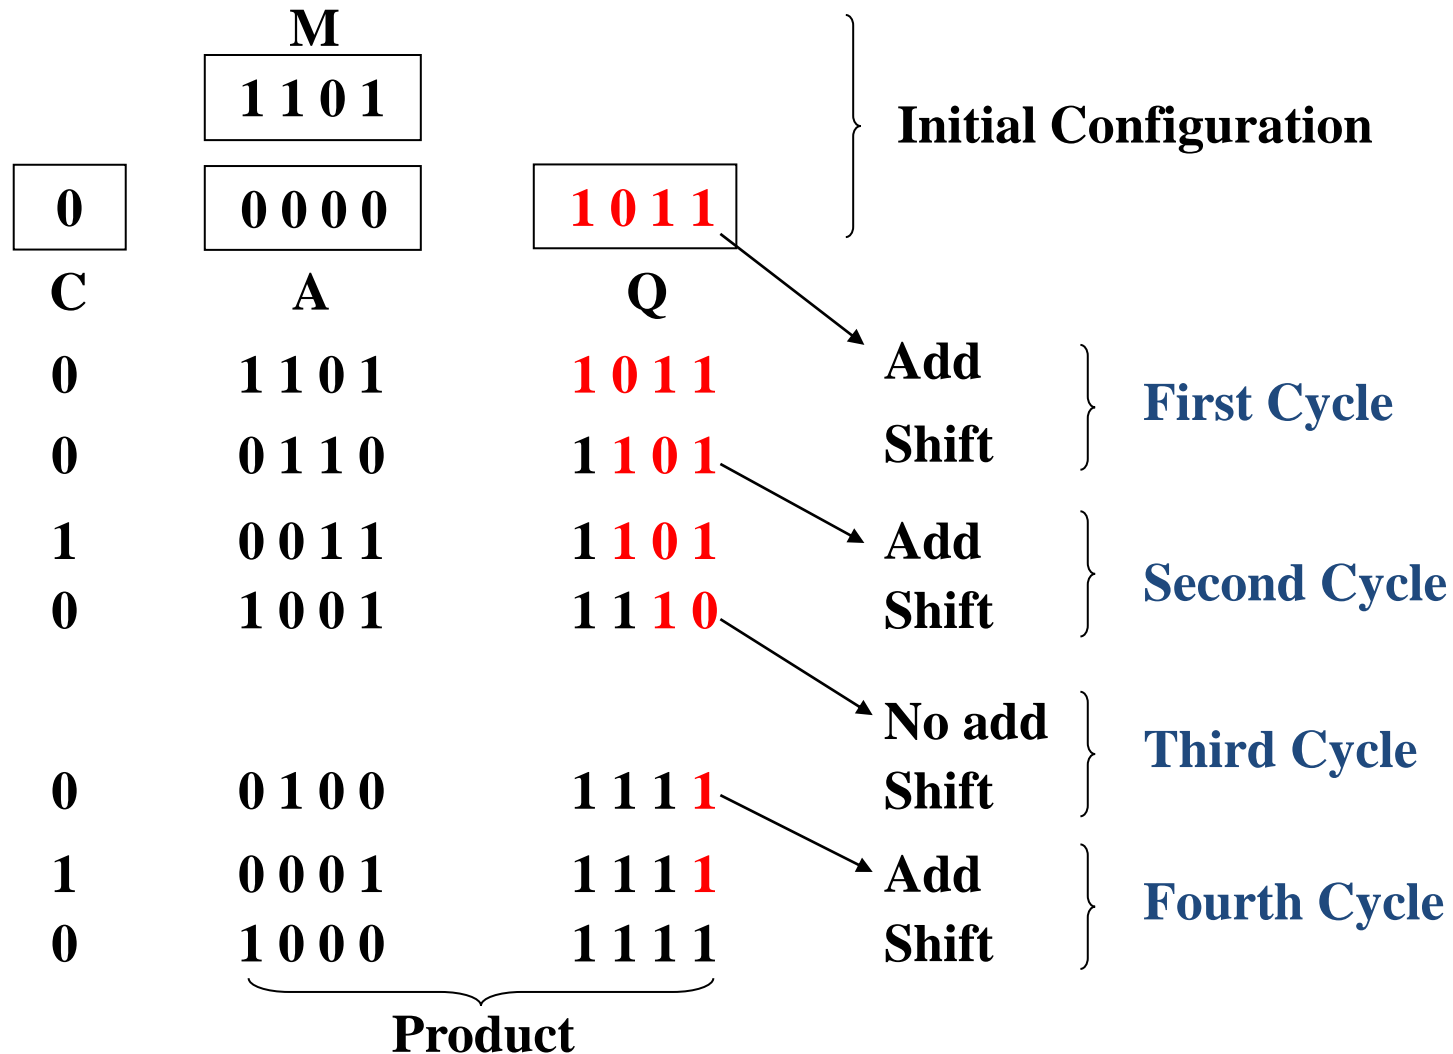 M
1 1 0 1
Initial Configuration
0 0 0 0 0 1 0 1 1
C A Q
0 1 1 0 1 1 0 1 1 Add
First Cycle
0 0 1 1 0 1 1 0 1 Shift
1 0 0 1 1 1 1 0 1 Add
Second Cycle
0 1 0 0 1 1 1 1 0 Shift
No add
Third Cycle
0 0 1 0 0 1 1 1 1 Shift
1 0 0 0 1 1 1 1 1 Add
Fourth Cycle
0 1 0 0 0 1 1 1 1 Shift
Product